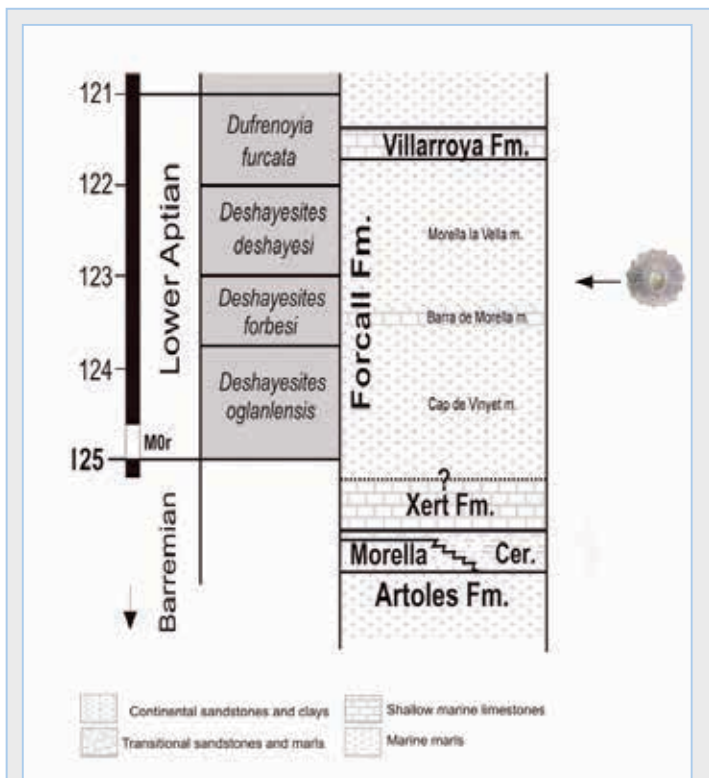 121
122
123
124
125
M0r
Lower Aptian
Barremian
Dufrenoyia
furcata
Deshayesites
deshayesi
Deshayesites
forbesi
Deshayesites
oglanlensis
Forcall Fm.
Villarroya Fm.
Morella la Vella m.
Barra de Morella m.
Cap de Vinyet m.
?
Xert Fm.
Morella Cer.
Artoles Fm.
Continental sandstones and clays
Shallow marine limestones
Transitional sandstones and marls
Marine marls